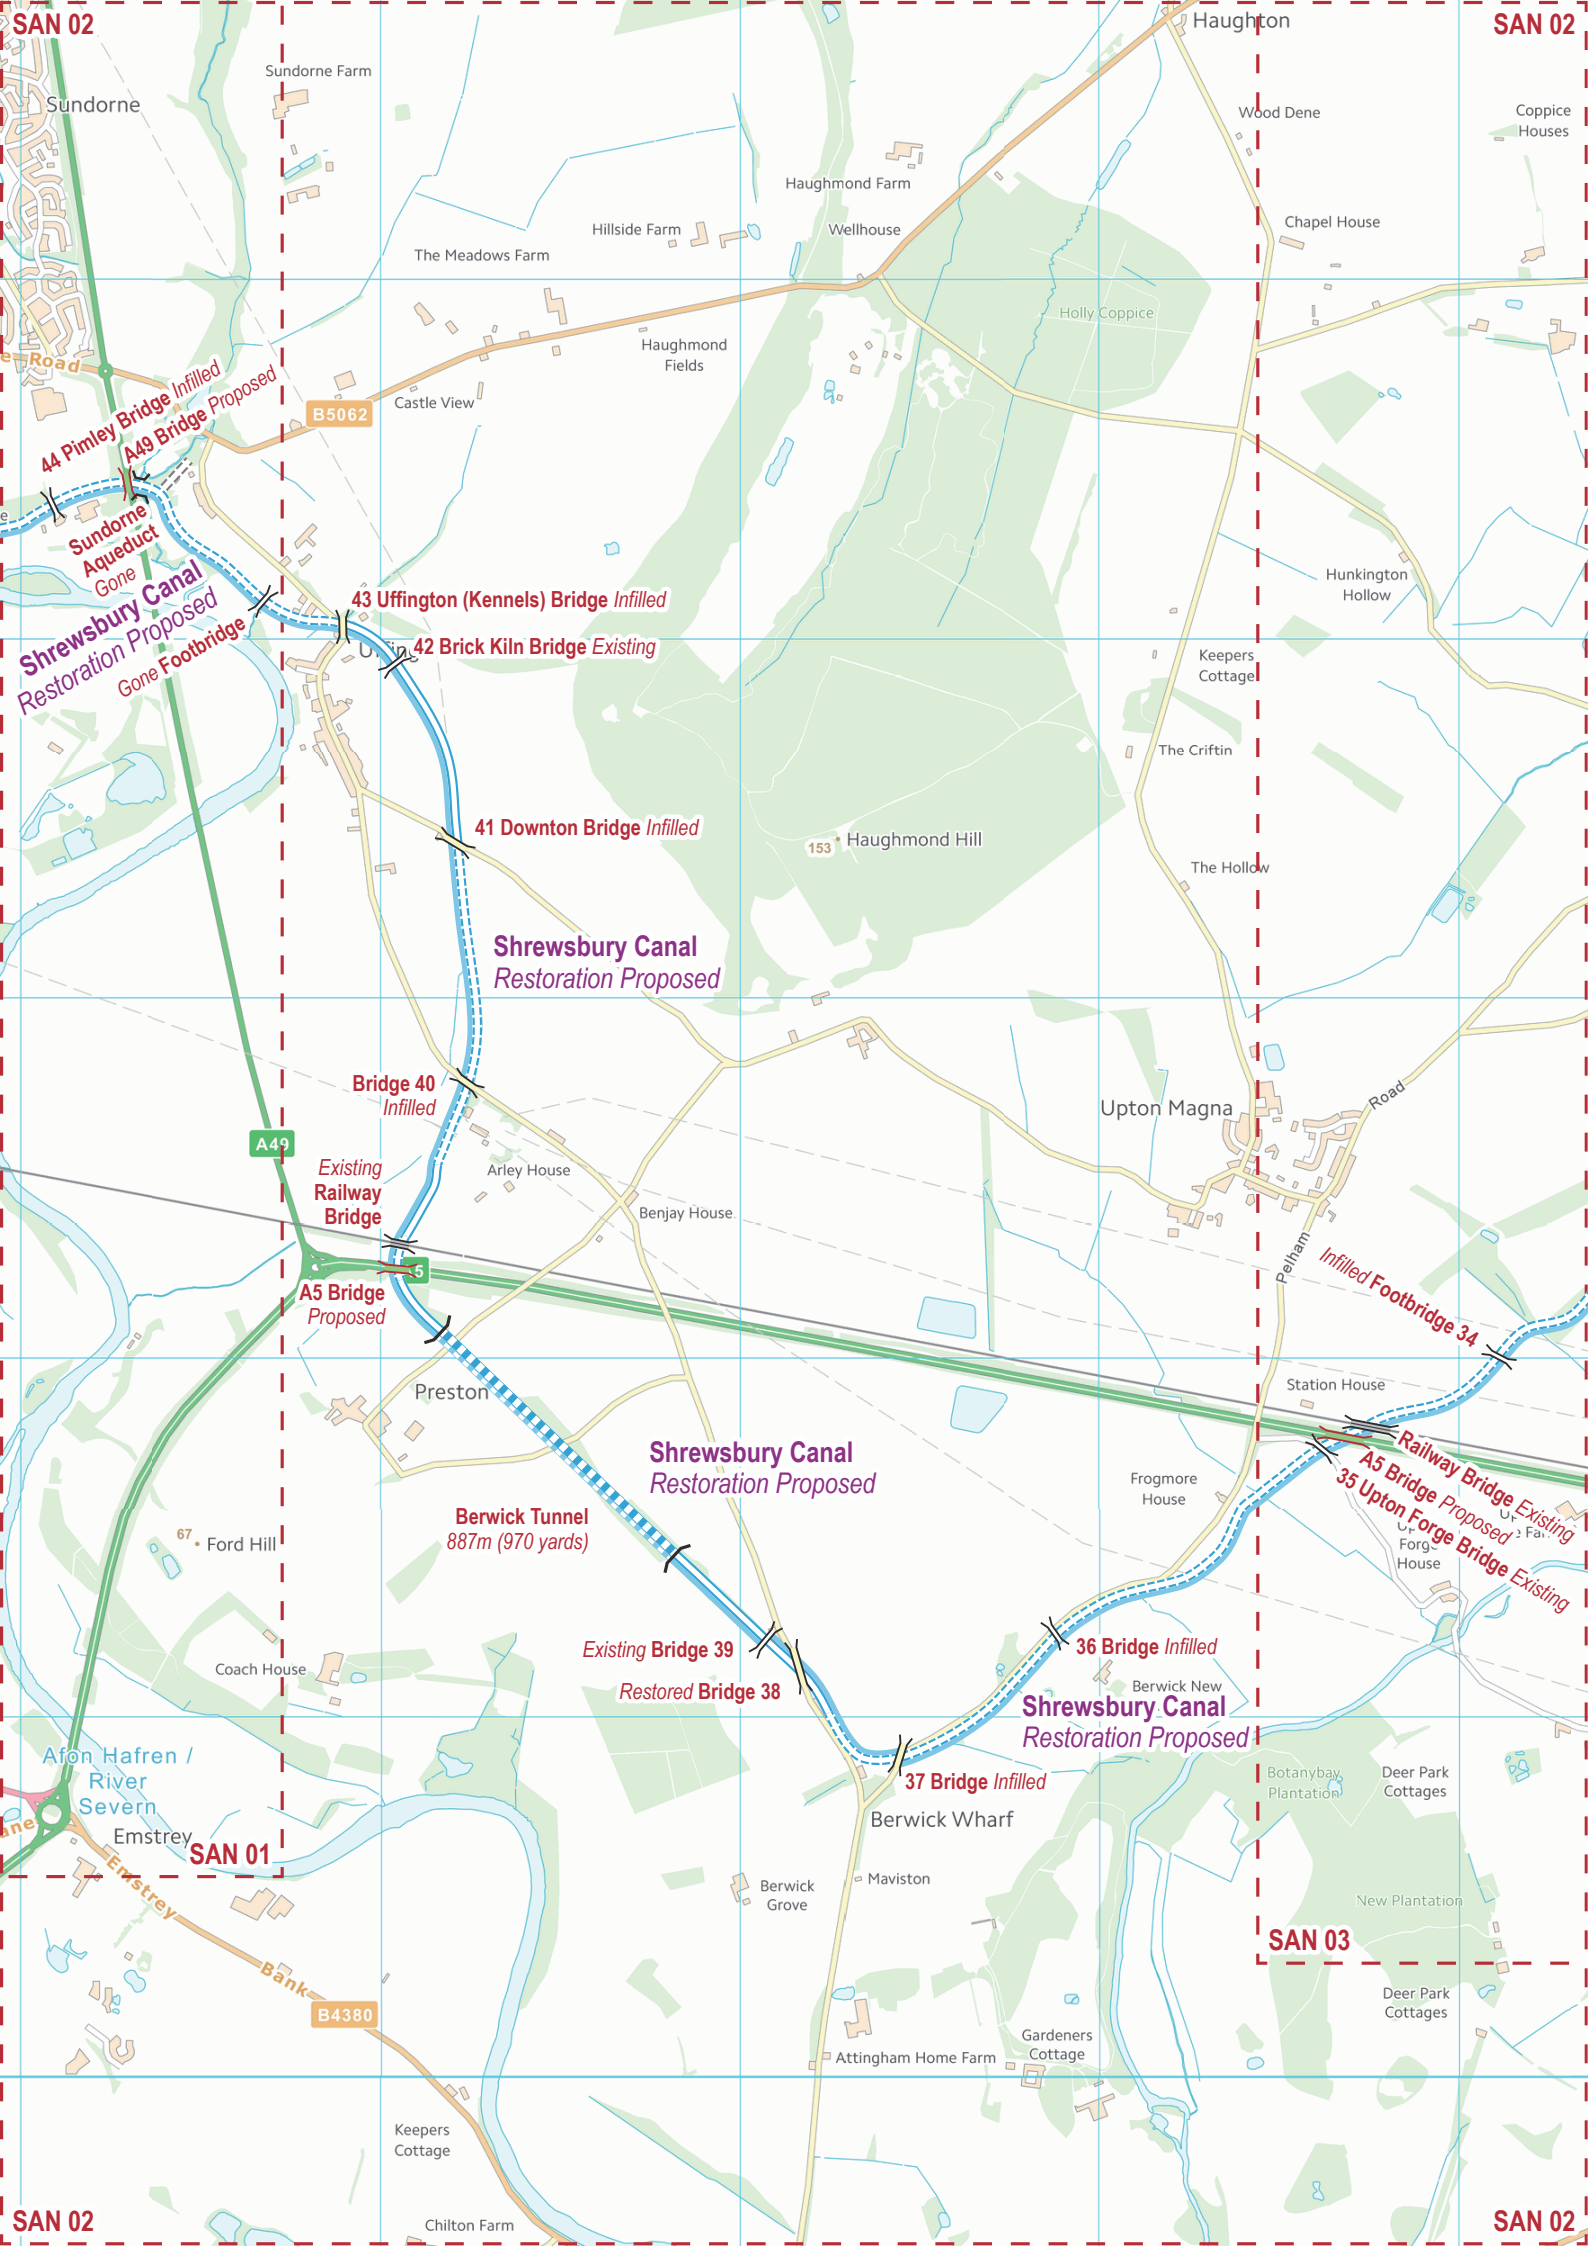 SAN 02
SAN 02
Haughton
Sundorne Farm
Sundorne
Wood Dene
Coppice
Houses
Haughmond Farm
Hillside Farm
Wellhouse
Chapel House
The Meadows Farm
Holly Coppice
Haughmond
Fields
e Road
44 Pimley Bridge Infilled
A49 Bridge Proposed
Castle View
B5062
Sundorne
Aqueduct
Gone
Shrewsbury Canal
Restoration Proposed
Gone Footbridge
43 Uffington (Kennels) Bridge Infilled
42 Brick Kiln Bridge Existing
Hunkington
Hollow
Keepers
Cottage
The Criftin
41 Downton Bridge Infilled
153
Haughmond Hill
The Hollow
Shrewsbury Canal
Restoration Proposed
Bridge 40
Infilled
Upton Magna
Road
A49
Existing
Railway
Bridge
Arley House
Benjay House
Pelham
5
A5 Bridge
Proposed
Infilled Footbridge 34
Preston
Station House
Shrewsbury Canal
Restoration Proposed
Railway Bridge Existing
A5 Bridge Proposed
35 Upton Forge Bridge Existing
Frogmore
House
Forge
House
Berwick Tunnel
887m (970 yards)
67
Ford Hill
Existing Bridge 39
36 Bridge Infilled
Coach House
Restored Bridge 38
Berwick New
Shrewsbury Canal
Restoration Proposed
Afon Hafren /
River
Severn
37 Bridge Infilled
Botanybay
Plantation
Deer Park
Cottages
Emstrey
Berwick Wharf
SAN 01
Emstrey
Bank
Maviston
Berwick
Grove
New Plantation
SAN 03
B4380
Deer Park
Cottages
Gardeners
Cottage
Attingham Home Farm
Keepers
Cottage
Chilton Farm
SAN 02
SAN 02